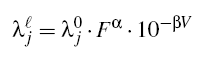 λ_j^ℓ = λ_j^0 · F^α · 10^{−βV}